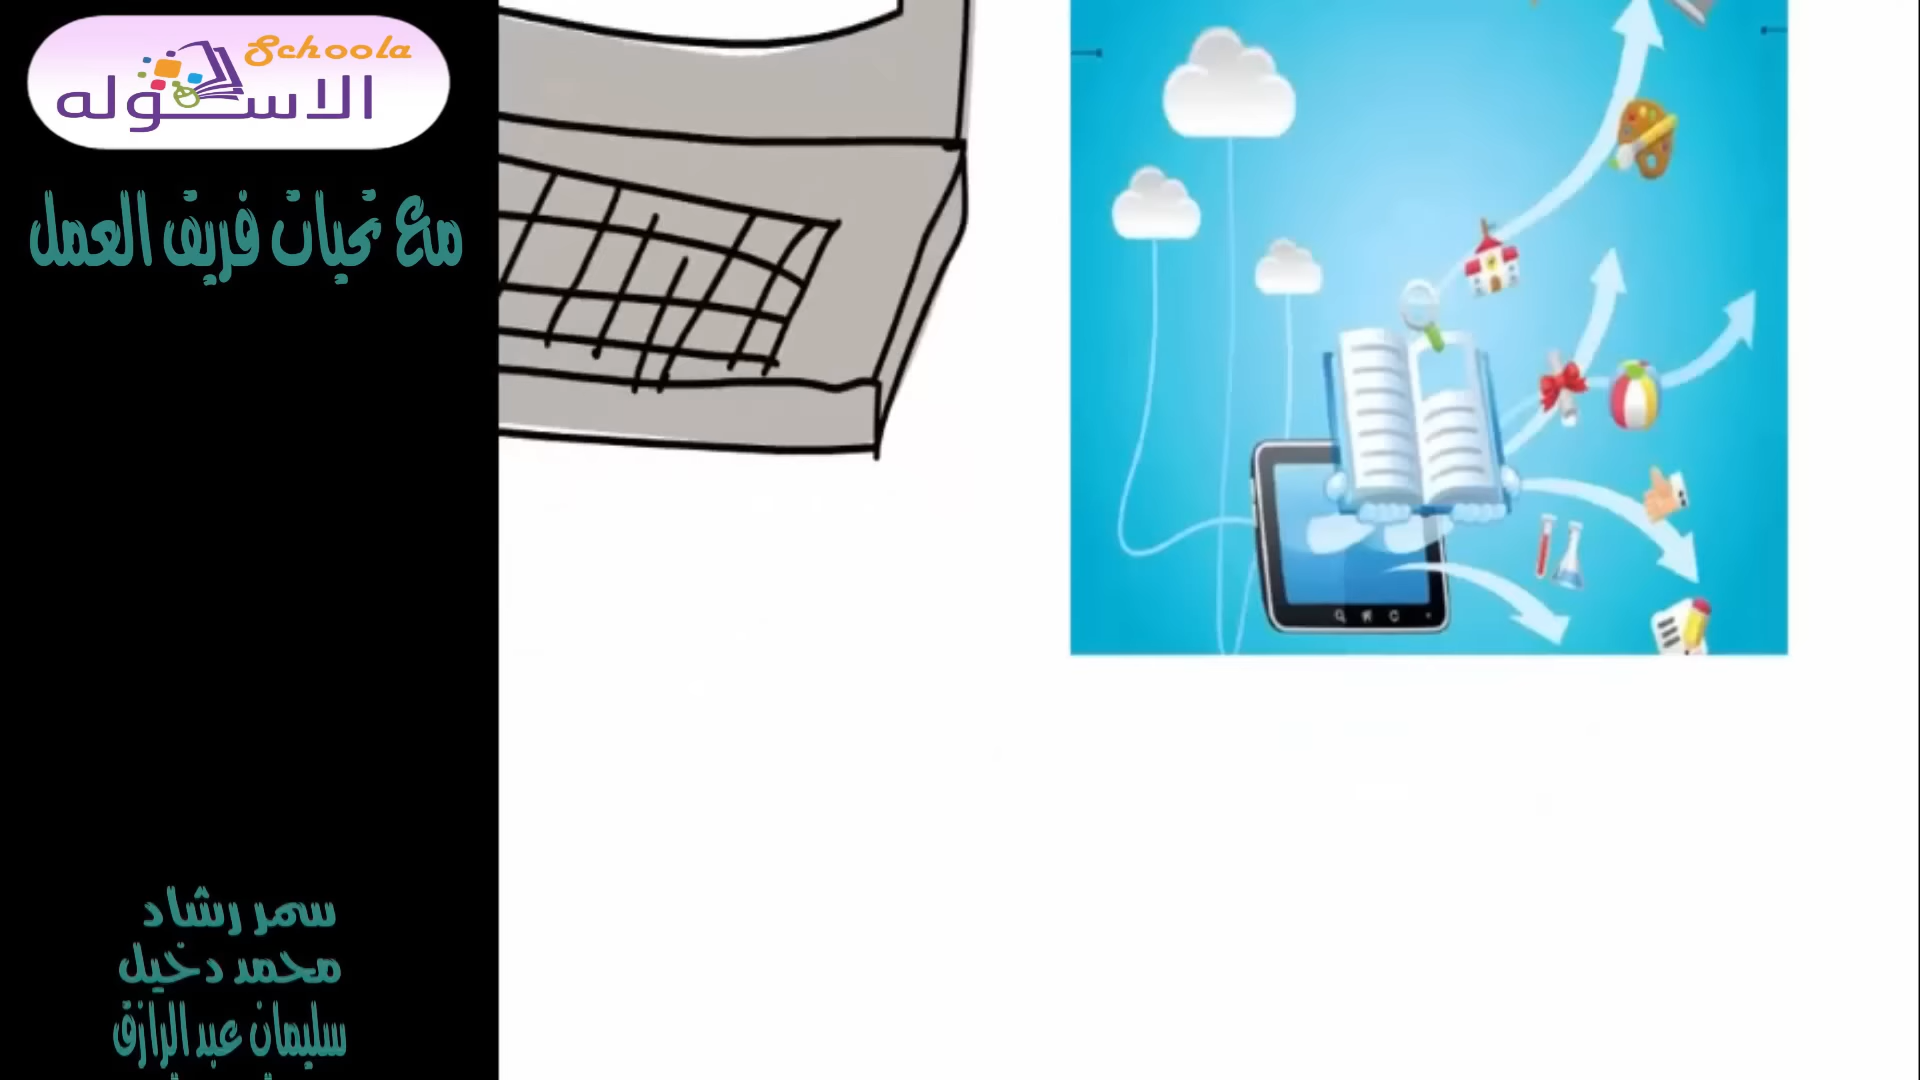 Schoola
الاسكوله
مع تحيات فريق العمل
سمر رشاد
محمد دخيل
سليمان عبد الرازق